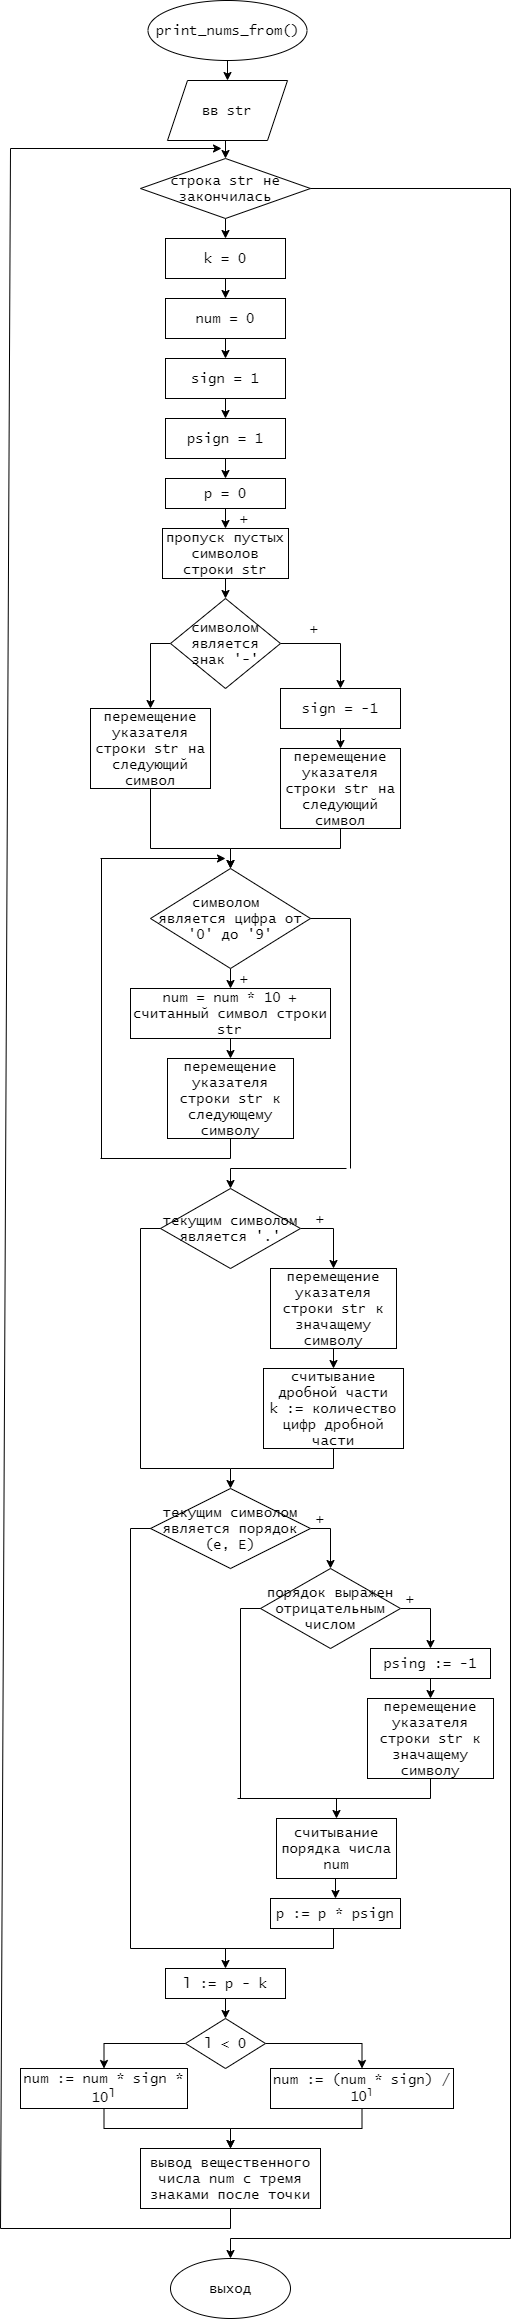 print_nums_from()
вв str
строка str не
закончилась
k = 0
num = 0
sign = 1
psign = 1
p = 0
+
пропуск пустых
символов
строки str
символом
является
знак '-'
+
sign = -1
перемещение
указателя
строки str на
следующий
символ
перемещение
указателя
строки str на
следующий
символ
символом
является цифра от
'0' до '9'
+
num = num * 10 +
считанный символ строки
str
перемещение
указателя
строки str к
следующему
символу
текущим символом
является '.'
+
перемещение
указателя
строки str к
значащему
символу
считывание
дробной части
k := количество
цифр дробной
части
текущим символом
является порядок
(e, E)
+
порядок выражен
отрицательным
числом
+
psing := -1
перемещение
указателя
строки str к
значащему
символу
считывание
порядка числа
num
p := p * psign
l := p - k
l < 0
num := num * sign *
10^l
num := (num * sign) /
10^l
вывод вещественного
числа num с тремя
знаками после точки
выход